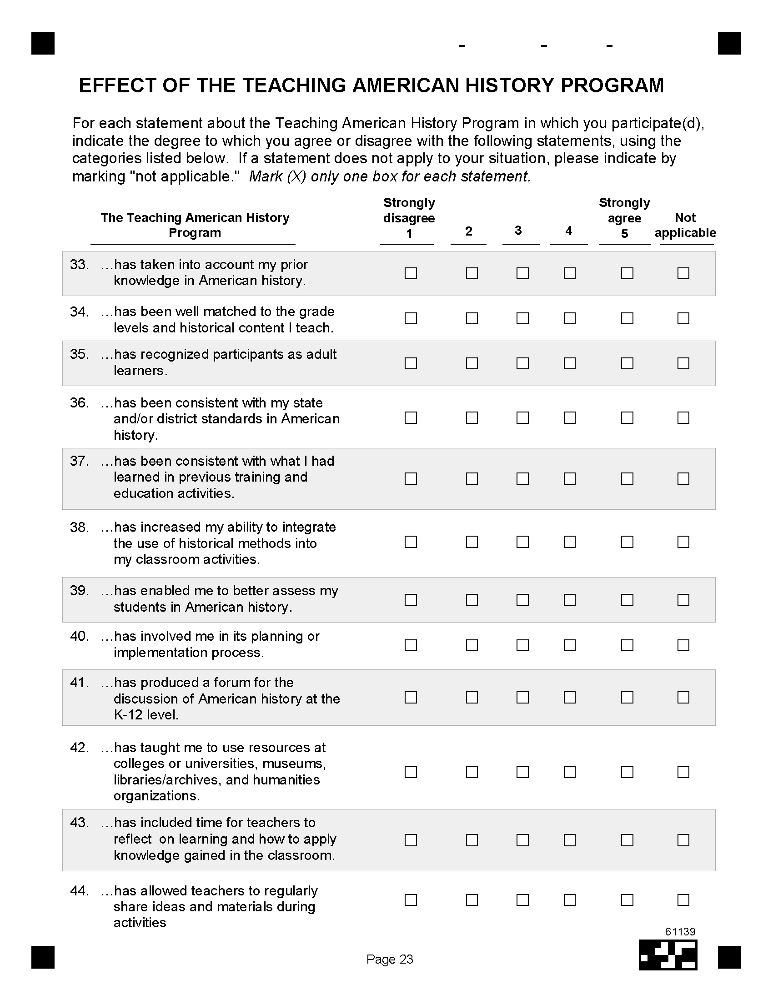 - - -
EFFECT OF THE TEACHING AMERICAN HISTORY PROGRAM
For each statement about the Teaching American History Program in which you participate(d),
indicate the degree to which you agree or disagree with the following statements, using the
categories listed below.  If a statement does not apply to your situation, please indicate by
marking "not applicable."  Mark (X) only one box for each statement.
The Teaching American History
Program
Strongly
disagree
1
2
3
4
Strongly
agree
5
Not
applicable
33. …has taken into account my prior
knowledge in American history.
34. …has been well matched to the grade
levels and historical content I teach.
35. …has recognized participants as adult
learners.
36. …has been consistent with my state
and/or district standards in American
history.
37. …has been consistent with what I had
learned in previous training and
education activities.
38. …has increased my ability to integrate
the use of historical methods into
my classroom activities.
39. …has enabled me to better assess my
students in American history.
40. …has involved me in its planning or
implementation process.
41. …has produced a forum for the
discussion of American history at the
K-12 level.
42. …has taught me to use resources at
colleges or universities, museums,
libraries/archives, and humanities
organizations.
43. …has included time for teachers to
reflect  on learning and how to apply
knowledge gained in the classroom.
44. …has allowed teachers to regularly
share ideas and materials during
activities
61139
Page 23